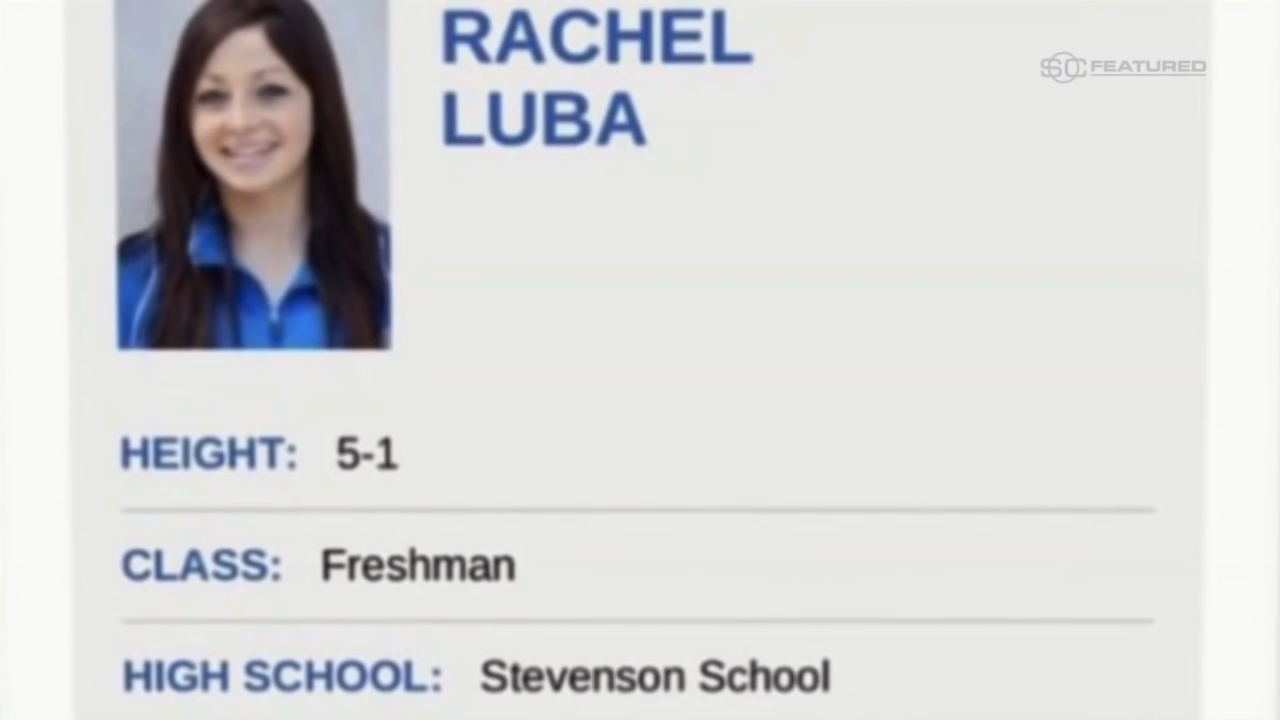 RACHEL
LUBA
SC FEATURED
HEIGHT: 5-1
CLASS: Freshman
HIGH SCHOOL: Stevenson School